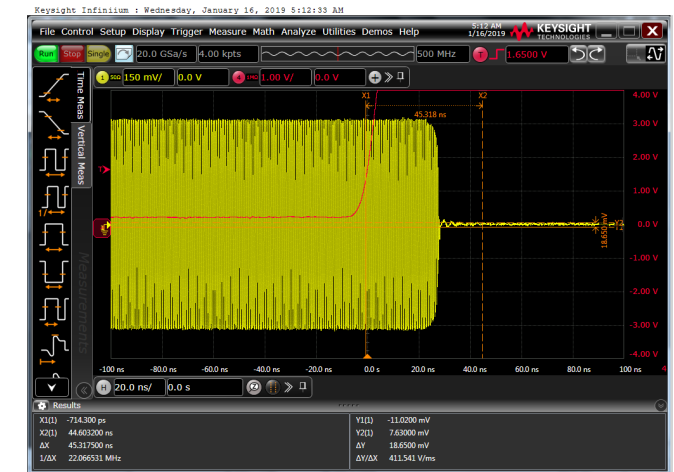 Keysight Infiniium : Wednesday, January 16, 2019 5:12:33 AM
File Control Setup Display Trigger Measure Math Analyze Utilities Demos Help
5:12 AM
1/16/2019
KEYSIGHT
TECHNOLOGIES
Run Stop Single 20.0 GSa/s 4.00 kpts 500 MHz T 1.6500 V
1 50Ω 150 mV/ 0.0 V 4 1MΩ 1.00 V/ 0.0 V
Time Meas
Vertical Meas
Measurements
X1 X2
45.318 ns
18.650 mV
4.00 V
3.00 V
2.00 V
1.00 V
0.0 V
-1.00 V
-2.00 V
-3.00 V
-4.00 V
-100 ns -80.0 ns -60.0 ns -40.0 ns -20.0 ns 0.0 s 20.0 ns 40.0 ns 60.0 ns 80.0 ns 100 ns 4
H 20.0 ns/ 0.0 s
Results
X1(1) -714.300 ps Y1(1) -11.0200 mV
X2(1) 44.603200 ns Y2(1) 7.63000 mV
ΔX 45.317500 ns ΔY 18.6500 mV
1/ΔX 22.066531 MHz ΔY/ΔX 411.541 V/ms